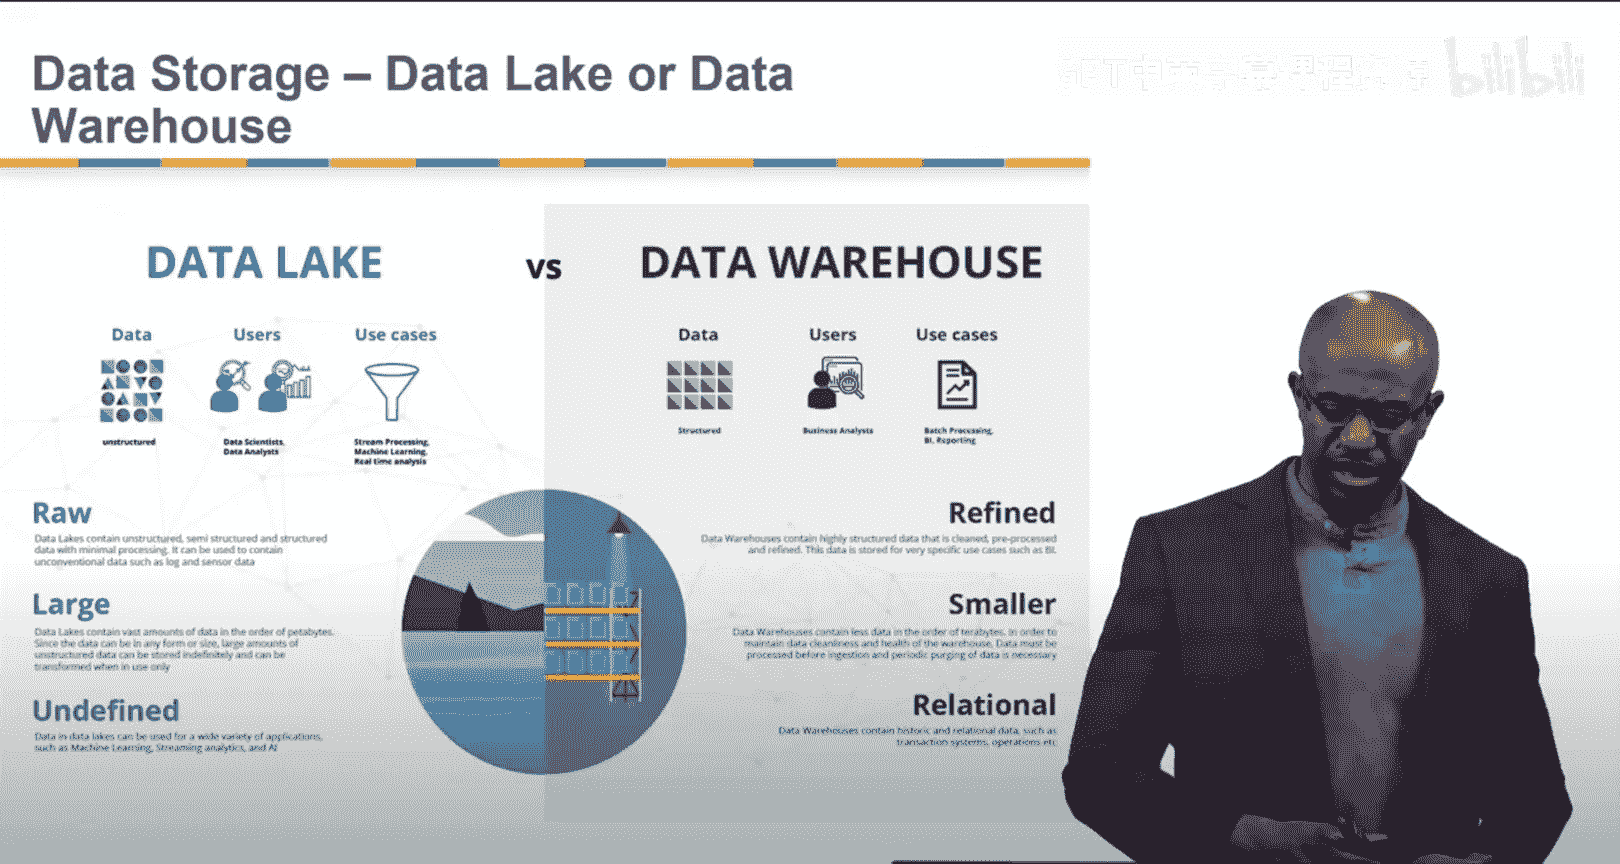 Data Storage – Data Lake or Data
Warehouse
bilibili
DATA LAKE
vs
DATA WAREHOUSE
Data
Users
Use cases
unstructured
Data Scientists,
Data Analysts
Stream Processing,
Machine Learning,
Real time analysis
Data
Users
Use cases
Structured
Business Analysts
Batch Processing,
BI, Reporting
Raw
Data Lakes contain unstructured, semi structured and structured
data with minimal processing. It can be used to contain
unconventional data such as log and sensor data
Large
Data Lakes contain vast amounts of data in the order of petabytes.
Since the data can be in any form or size, large amounts of
unstructured data can be stored indefinitely and can be
transformed when in use only
Undefined
Data in data lakes can be used for a wide variety of applications,
such as Machine Learning, Streaming analytics, and AI
Refined
Data Warehouses contain highly structured data that is cleaned, pre-processed
and refined. This data is stored for very specific use cases such as BI.
Smaller
Data Warehouses contain less data in the order of terabytes. In order to
maintain data cleanliness and health of the warehouse, Data must be
processed before ingestion and periodic purging of data is necessary
Relational
Data Warehouses contain historic and relational data, such as
transaction systems, operations etc